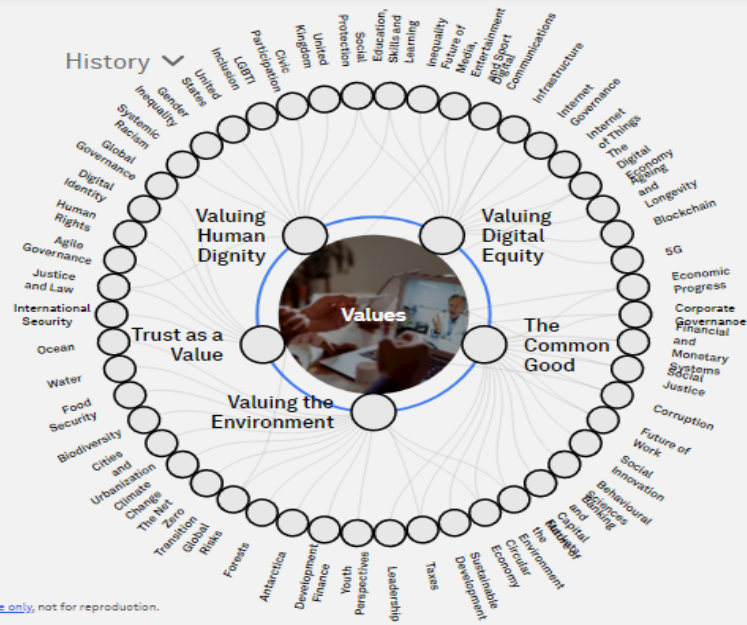 History
Values
Valuing
Human
Dignity
Valuing
Digital
Equity
The
Common
Good
Valuing the
Environment
Trust as a
Value
Social
Protection
Education,
Skills and
Learning
Inequality
Future of
Media,
Entertainment
and Sport
Digital
Communications
Infrastructure
Internet
Governance
Internet
of Things
The
Digital
Economy
Ageing
and
Longevity
Blockchain
5G
Economic
Progress
Corporate
Governance
Financial
and
Monetary
Systems
Social
Justice
Corruption
Future of
Work
Social
Innovation
Behavioural
Sciences
Banking
and
Capital
Markets
Future of
the
Environment
Circular
Economy
Sustainable
Development
Taxes
Leadership
Youth
Perspectives
Development
Finance
Antarctica
Forests
Global
Risks
The Net
Zero
Transition
Climate
Change
Cities
and
Urbanization
Biodiversity
Food
Security
Water
Ocean
International
Security
Justice
and Law
Agile
Governance
Human
Rights
Digital
Identity
Global
Governance
Systemic
Racism
Gender
Inequality
United
States
LGBTI
Inclusion
Civic
Participation
United
Kingdom
e only, not for reproduction.